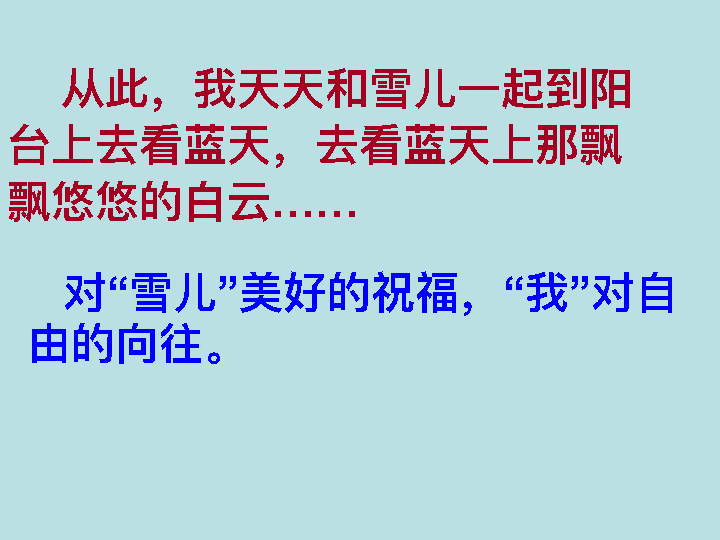 从此，我天天和雪儿一起到阳
台上去看蓝天，去看蓝天上那飘
飘悠悠的白云……
对“雪儿”美好的祝福，“我”对自
由的向往。